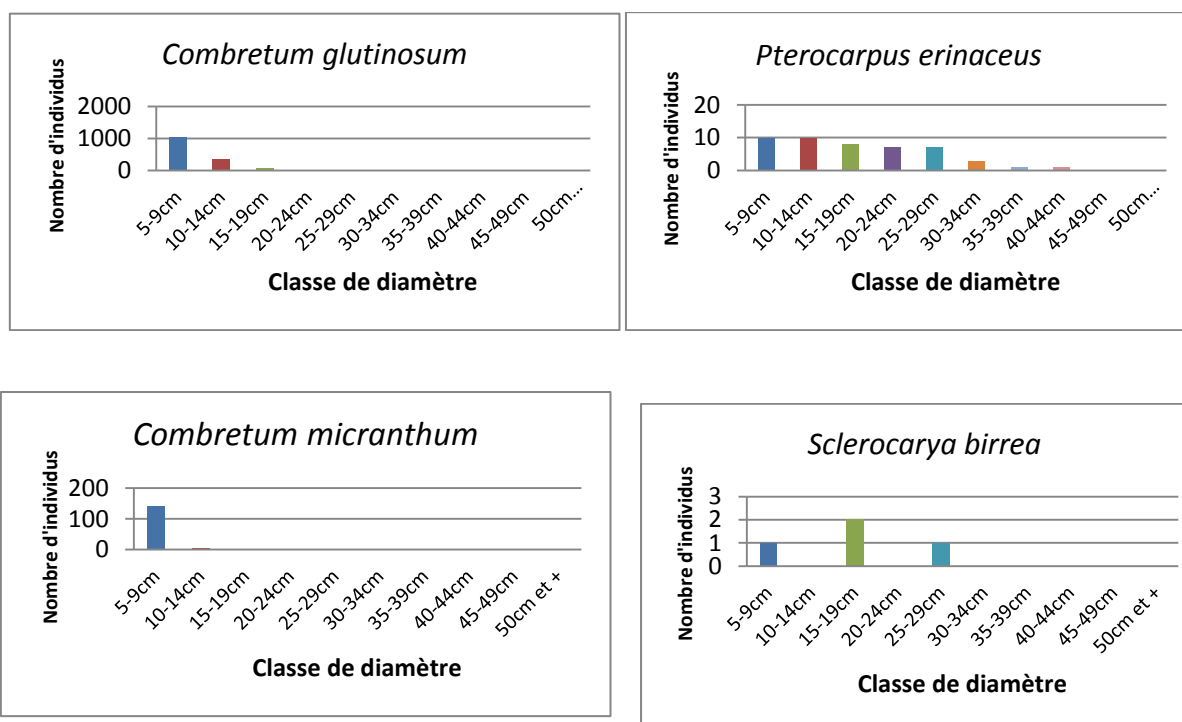 Combretum glutinosum
Nombre d'individus
2000
1000
0
5-9cm
10-14cm
15-19cm
20-24cm
25-29cm
30-34cm
35-39cm
40-44cm
45-49cm
50cm...
Classe de diamètre
Pterocarpus erinaceus
Nombre d'individus
20
10
0
5-9cm
10-14cm
15-19cm
20-24cm
25-29cm
30-34cm
35-39cm
40-44cm
45-49cm
50cm...
Classe de diamètre
Combretum micranthum
Nombre d'individus
200
100
0
5-9cm
10-14cm
15-19cm
20-24cm
25-29cm
30-34cm
35-39cm
40-44cm
45-49cm
50cm et +
Classe de diamètre
Sclerocarya birrea
Nombre d'individus
3
2
1
0
5-9cm
10-14cm
15-19cm
20-24cm
25-29cm
30-34cm
35-39cm
40-44cm
45-49cm
50cm et +
Classe de diamètre